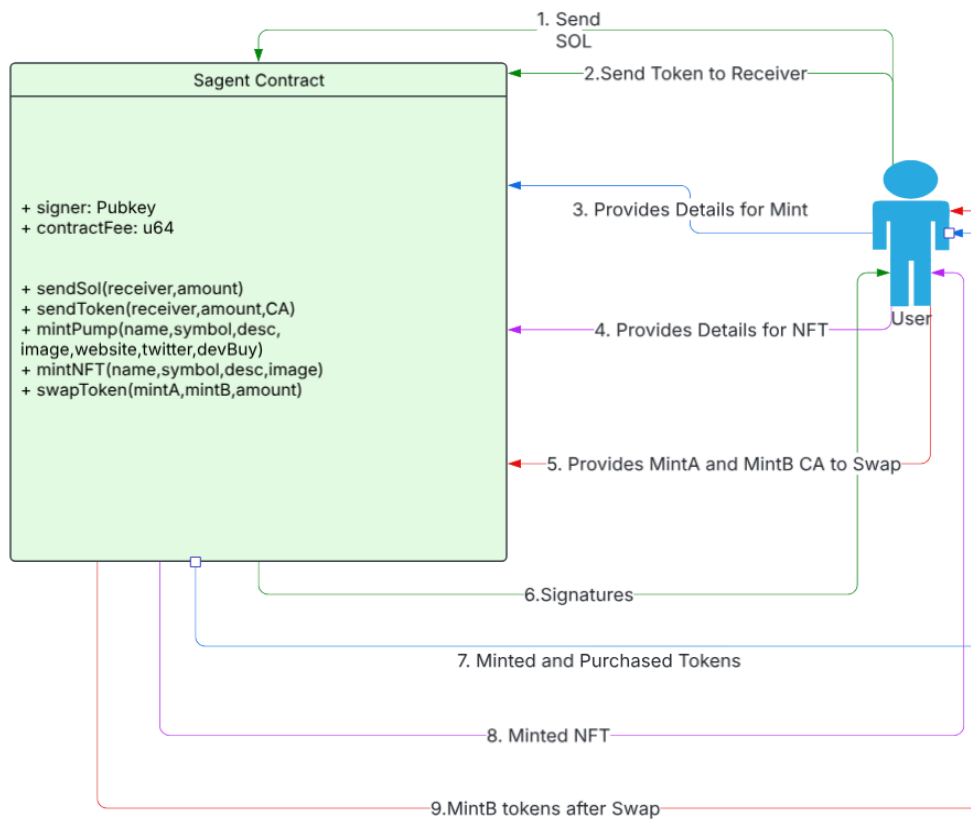 1. Send
SOL
Sagent Contract
2.Send Token to Receiver
+ signer: Pubkey
+ contractFee: u64
3. Provides Details for Mint
+ sendSol(receiver,amount)
+ sendToken(receiver,amount,CA)
+ mintPump(name,symbol,desc,
image,website,twitter,devBuy)
+ mintNFT(name,symbol,desc,image)
+ swapToken(mintA,mintB,amount)
User
4. Provides Details for NFT
5. Provides MintA and MintB CA to Swap
6.Signatures
7. Minted and Purchased Tokens
8. Minted NFT
9.MintB tokens after Swap